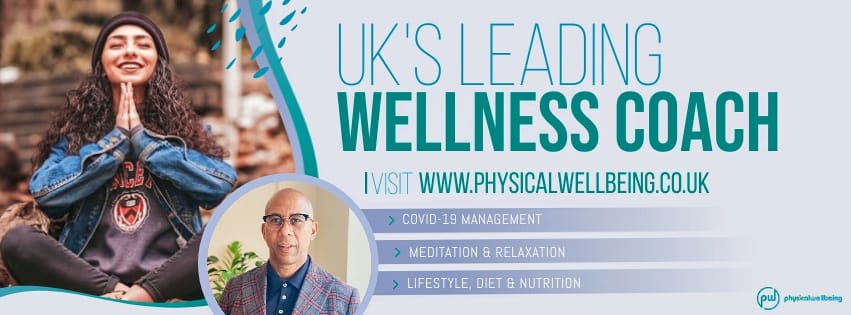 UK'S LEADING
WELLNESS COACH
VISIT WWW.PHYSICALWELLBEING.CO.UK
COVID-19 MANAGEMENT
MEDITATION & RELAXATION
LIFESTYLE, DIET & NUTRITION
pw physicalwellbeing